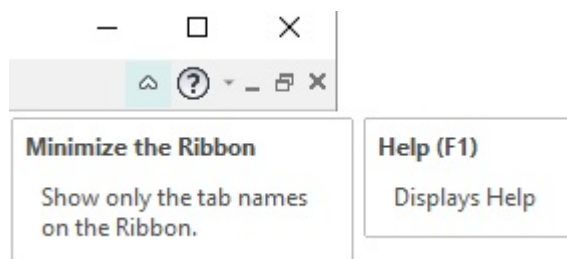 ?
Minimize the Ribbon
Show only the tab names
on the Ribbon.
Help (F1)
Displays Help